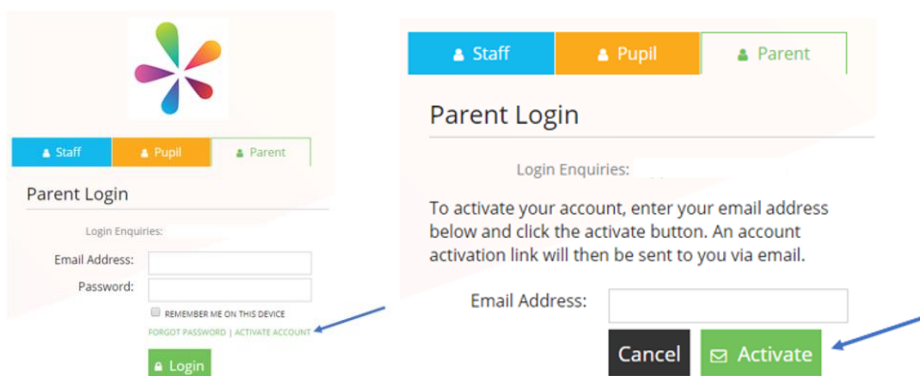 Staff Pupil Parent
Parent Login
Login Enquiries:
Email Address:
Password:
REMEMBER ME ON THIS DEVICE
FORGOT PASSWORD | ACTIVATE ACCOUNT
Login
Staff Pupil Parent
Parent Login
Login Enquiries:
To activate your account, enter your email address
below and click the activate button. An account
activation link will then be sent to you via email.
Email Address:
Cancel Activate